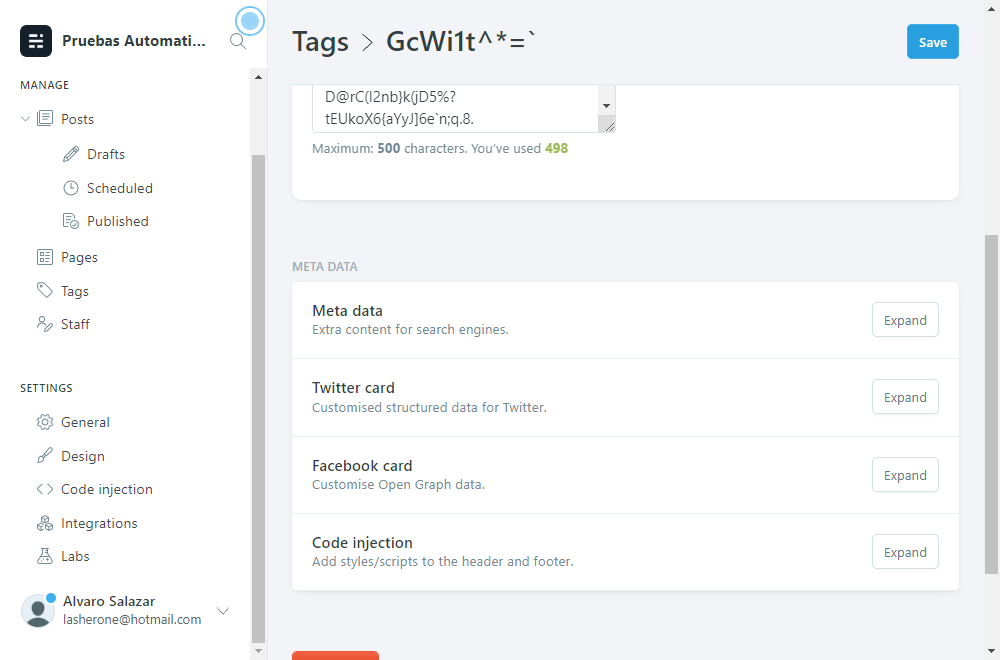 Pruebas Automati...
MANAGE
Posts
Drafts
Scheduled
Published
Pages
Tags
Staff
SETTINGS
General
Design
Code injection
Integrations
Labs
Alvaro Salazar
lasherone@hotmail.com
Tags > GcWi1t^*=`
Save
D@rC(I2nb}k(jD5%?
tEUkoX6{aYyJ]6e`n;q.8.
Maximum: 500 characters. You've used 498
META DATA
Meta data
Extra content for search engines.
Expand
Twitter card
Customised structured data for Twitter.
Expand
Facebook card
Customise Open Graph data.
Expand
Code injection
Add styles/scripts to the header and footer.
Expand